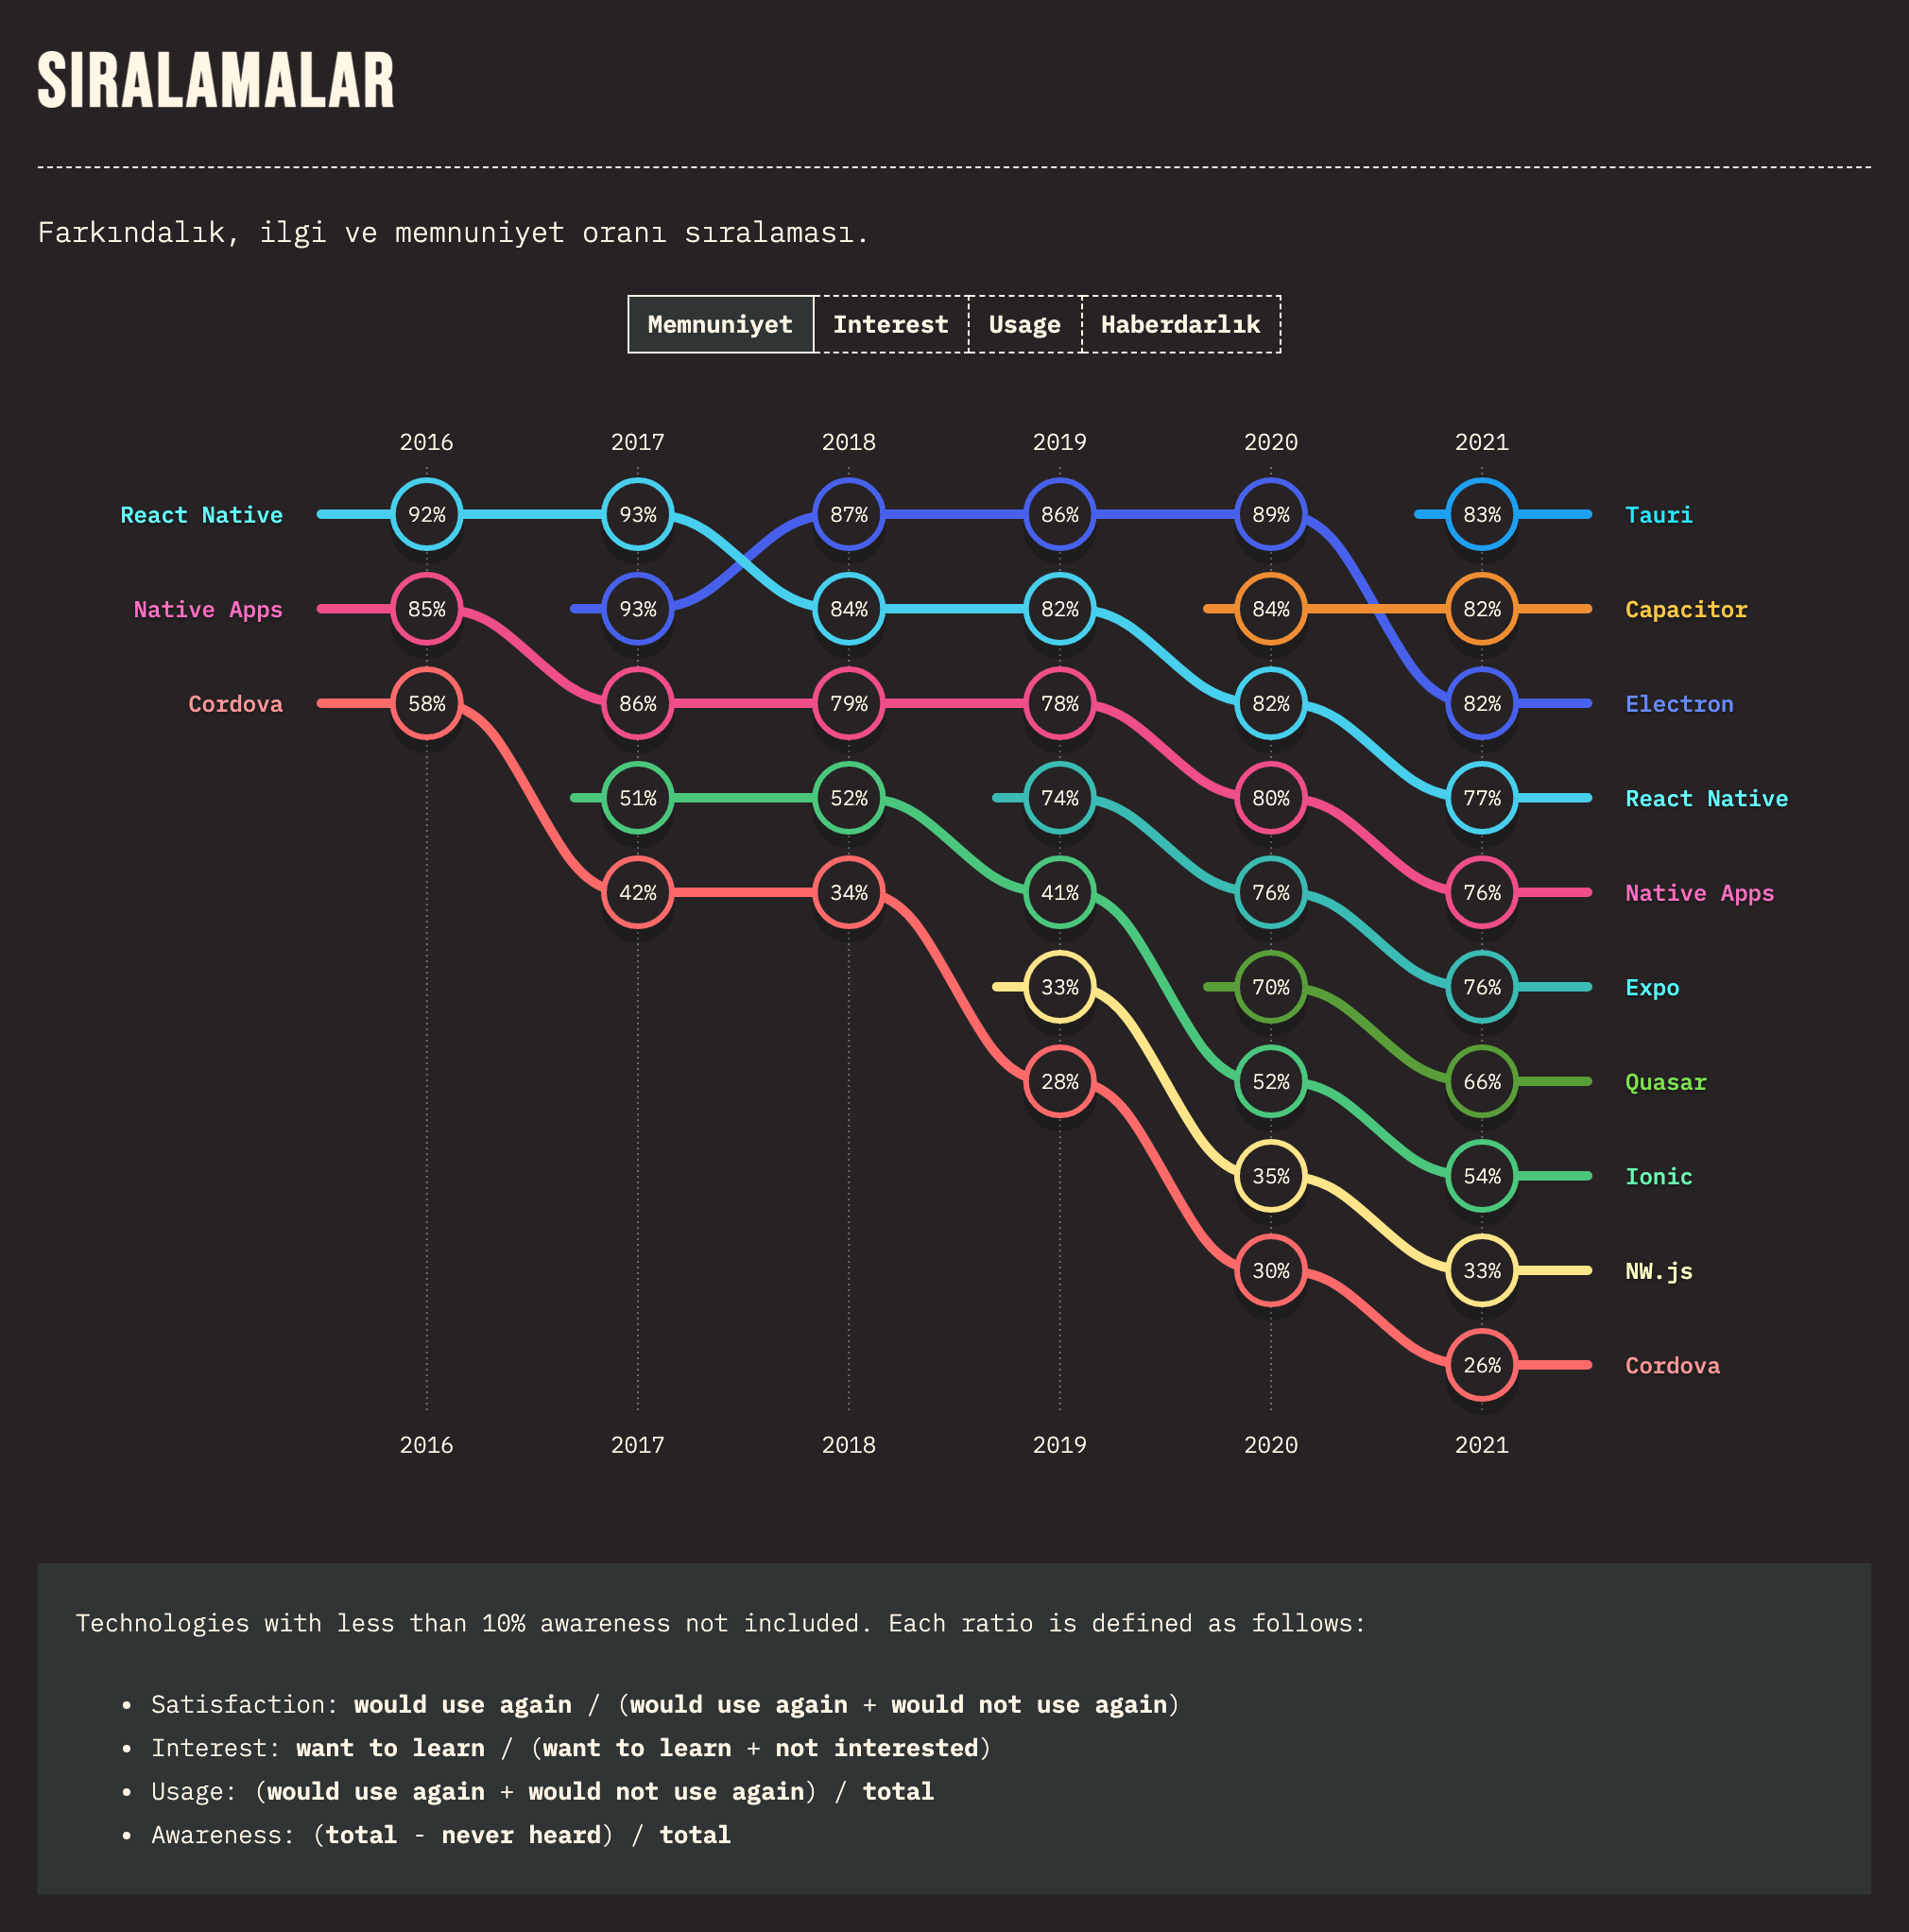 SIRALAMALAR
Farkındalık, ilgi ve memnuniyet oranı sıralaması.
Memnuniyet Interest Usage Haberdarlık
2016 2017 2018 2019 2020 2021
React Native 92% 93% 87% 86% 89% 83% Tauri
Native Apps 85% 93% 84% 82% 84% 82% Capacitor
Cordova 58% 86% 79% 78% 82% 82% Electron
51% 52% 74% 80% 77% React Native
42% 34% 41% 76% 76% Native Apps
33% 70% 76% Expo
28% 52% 66% Quasar
35% 54% Ionic
30% 33% NW.js
26% Cordova
2016 2017 2018 2019 2020 2021
Technologies with less than 10% awareness not included. Each ratio is defined as follows:
• Satisfaction: would use again / (would use again + would not use again)
• Interest: want to learn / (want to learn + not interested)
• Usage: (would use again + would not use again) / total
• Awareness: (total - never heard) / total